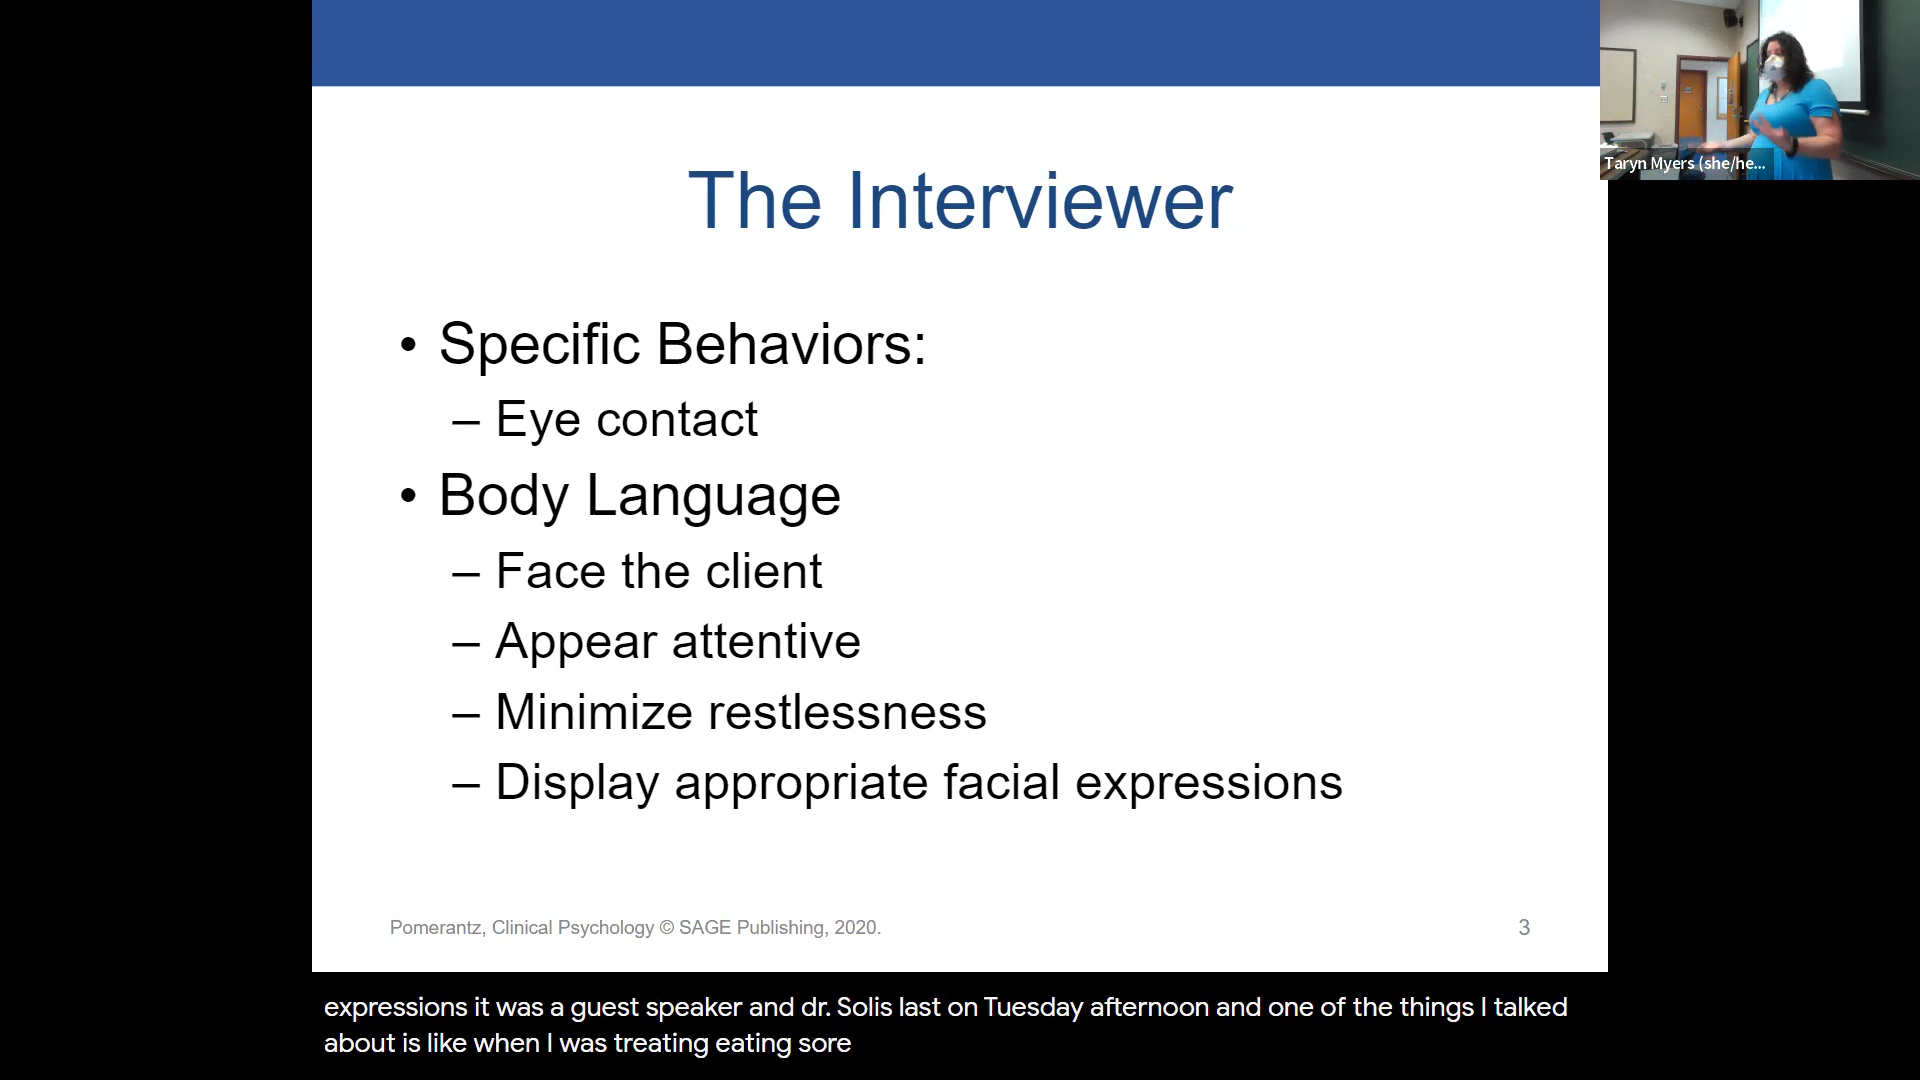 Taryn Myers (she/he...
The Interviewer
• Specific Behaviors:
– Eye contact
• Body Language
– Face the client
– Appear attentive
– Minimize restlessness
– Display appropriate facial expressions
Pomerantz, Clinical Psychology © SAGE Publishing, 2020.
3
expressions it was a guest speaker and dr. Solis last on Tuesday afternoon and one of the things I talked
about is like when I was treating eating sore